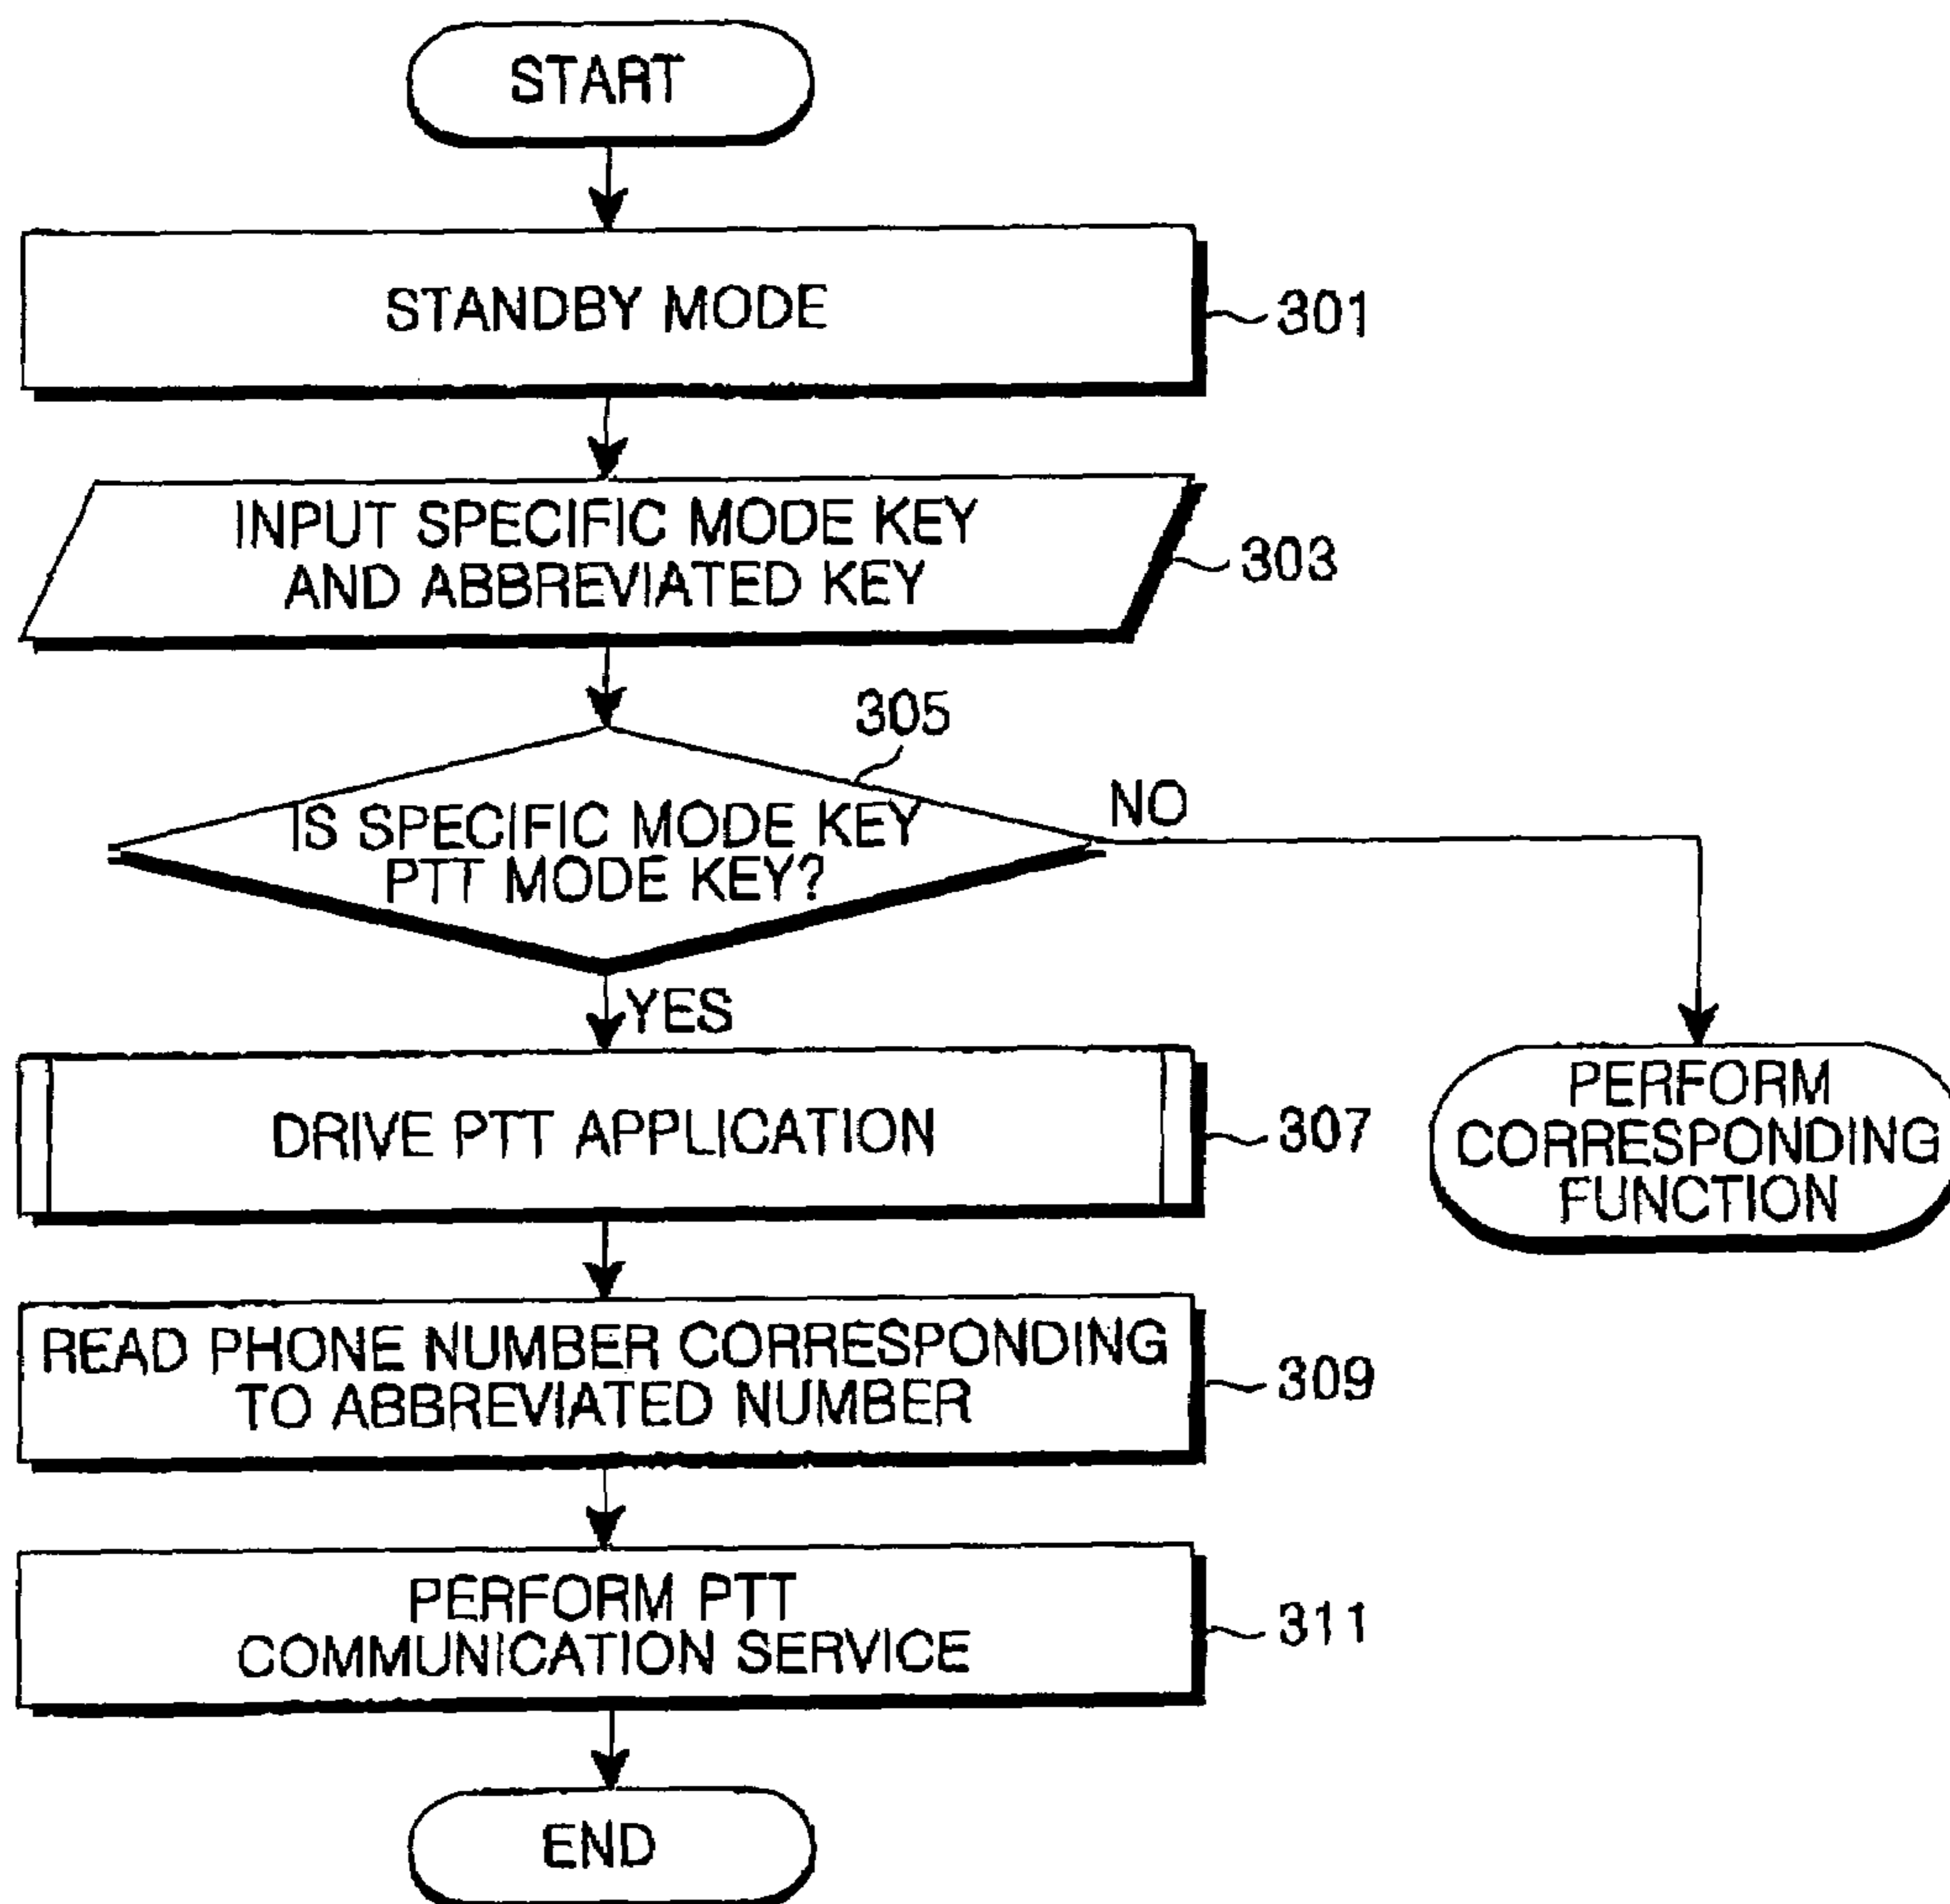 START
STANDBY MODE
301
INPUT SPECIFIC MODE KEY
AND ABBREVIATED KEY
303
305
IS SPECIFIC MODE KEY
PTT MODE KEY?
NO
YES
DRIVE PTT APPLICATION
307
PERFORM
CORRESPONDING
FUNCTION
READ PHONE NUMBER CORRESPONDING
TO ABBREVIATED NUMBER
309
PERFORM PTT
COMMUNICATION SERVICE
311
END